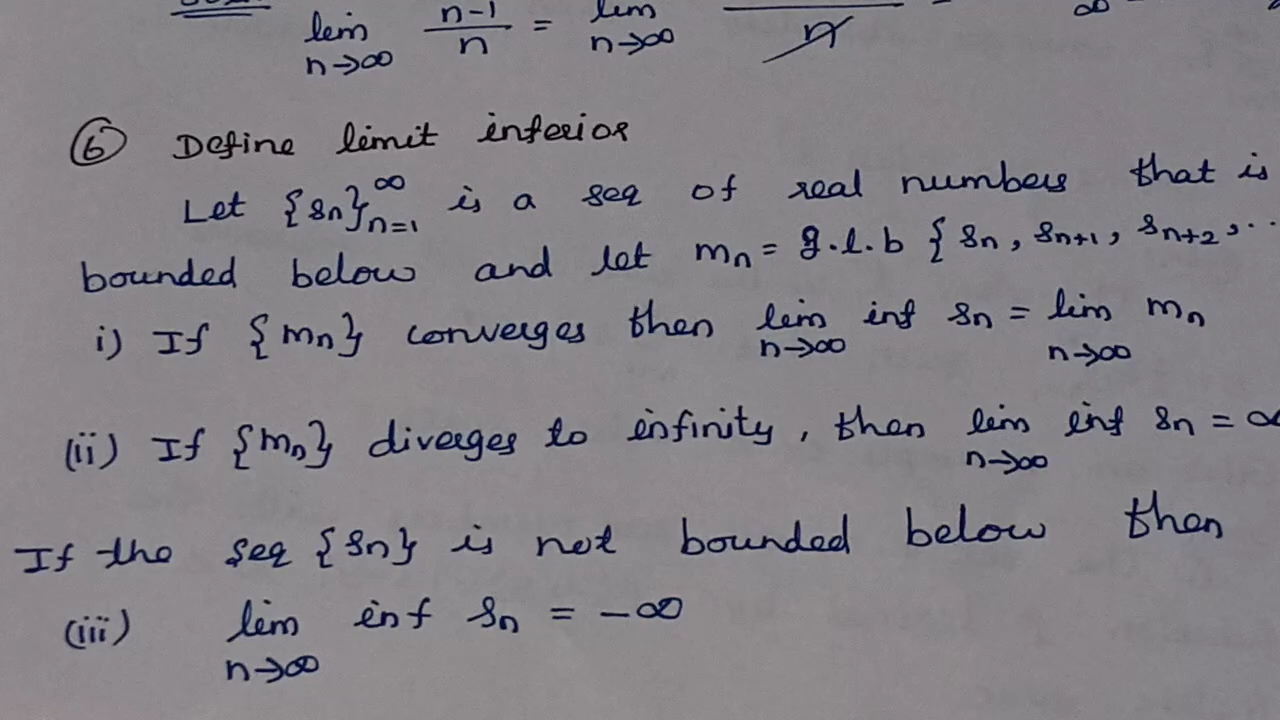 lim n→∞ n-1/n = lim n→∞ n ∞
⑥ Define limit inferior
Let {sn}∞n=1 is a seq of real numbers that is
bounded below and let mn = g.l.b {sn, sn+1, sn+2, ..
i) If {mn} converges then lim n→∞ inf sn = lim n→∞ mn
(ii) If {mn} diverges to infinity, then lim n→∞ inf sn = ∞
If the seq {sn} is not bounded below then
(iii) lim n→∞ inf sn = -∞